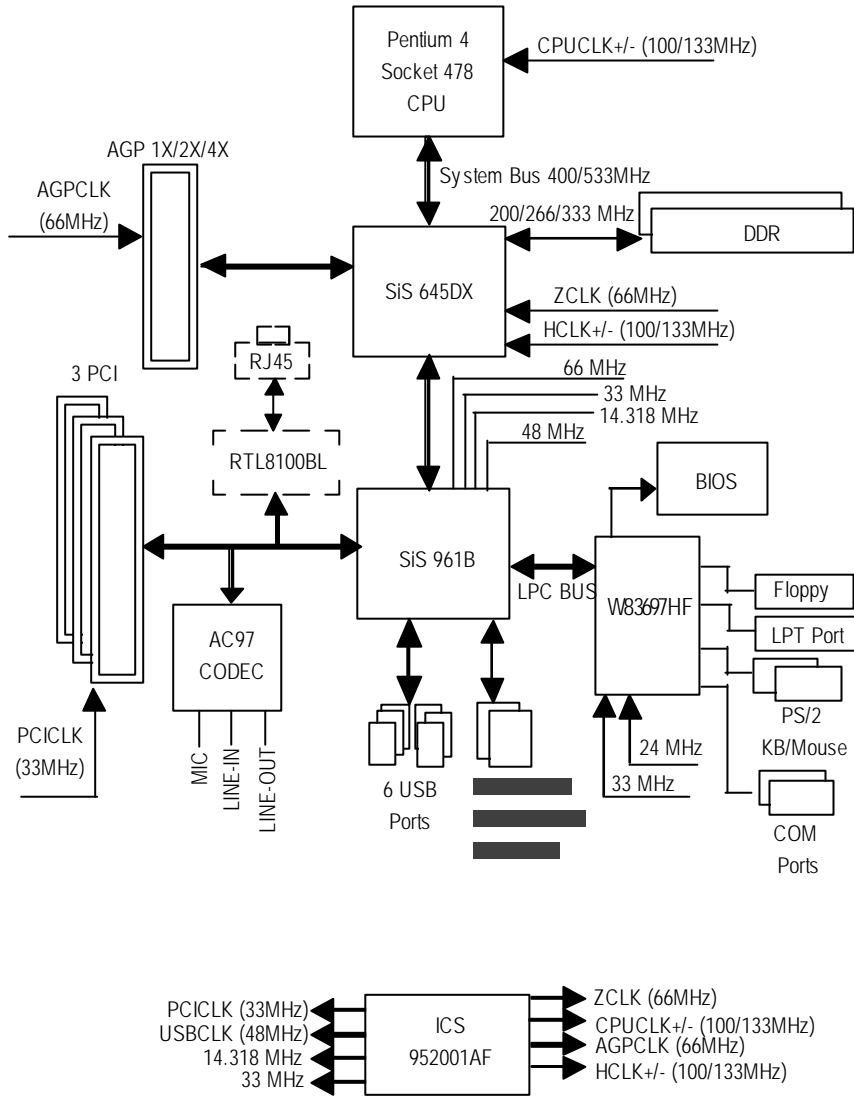 Pentium 4
Socket 478
CPU
CPUCLK+/- (100/133MHz)
AGP 1X/2X/4X
AGPCLK
(66MHz)
System Bus 400/533MHz
200/266/333 MHz
DDR
SiS 645DX
ZCLK (66MHz)
HCLK+/- (100/133MHz)
RJ45
3 PCI
66 MHz
33 MHz
14.318 MHz
48 MHz
RTL8100BL
BIOS
SiS 961B
LPC BUS
W83697HF
Floppy
LPT Port
AC97
CODEC
PS/2
KB/Mouse
PCICLK
(33MHz)
MIC
LINE-IN
LINE-OUT
24 MHz
33 MHz
6 USB
Ports
COM
Ports
PCICLK (33MHz)
USBCLK (48MHz)
14.318 MHz
33 MHz
ICS
952001AF
ZCLK (66MHz)
CPUCLK+/- (100/133MHz)
AGPCLK (66MHz)
HCLK+/- (100/133MHz)